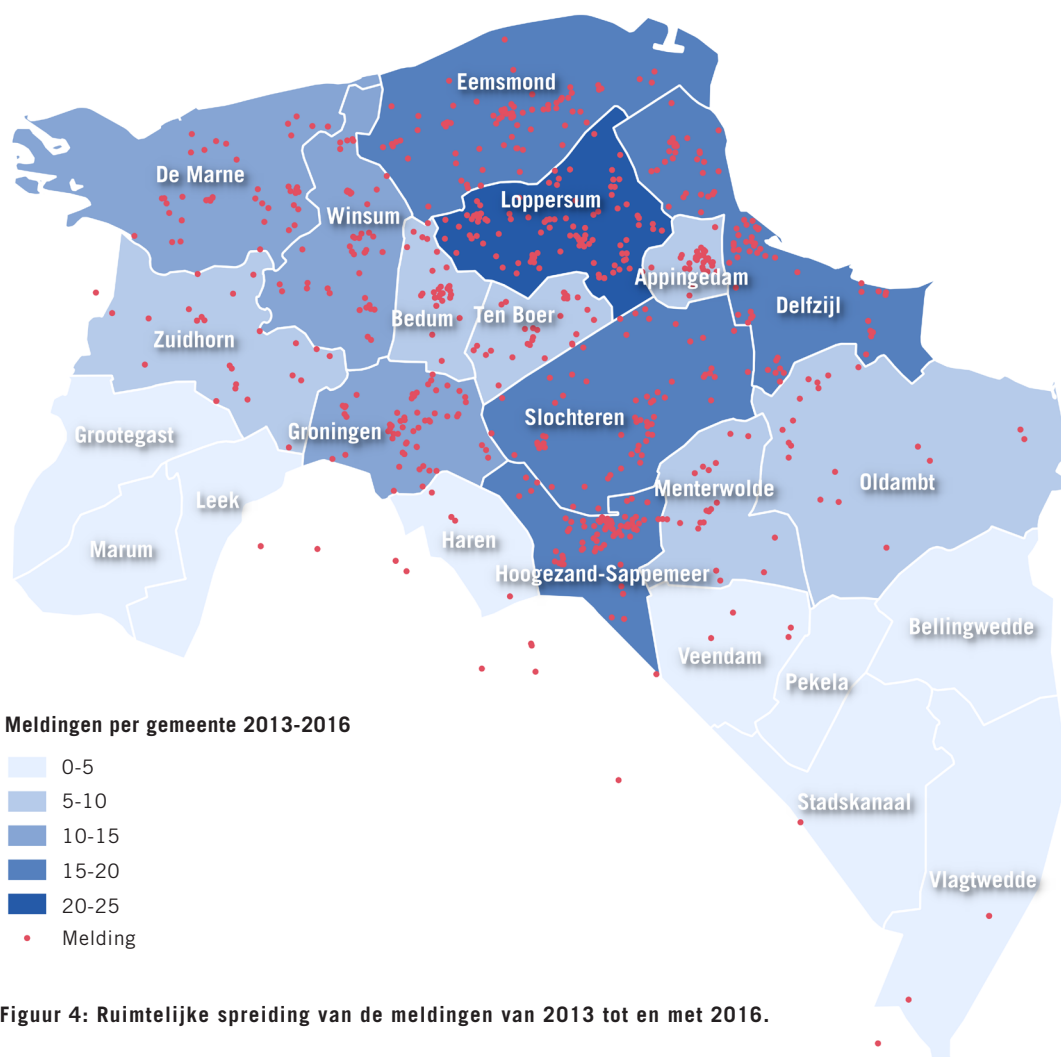 Eemsmond
De Marne
Loppersum
Winsum
Appingedam
Delfzijl
Bedum
Ten Boer
Zuidhorn
Slochteren
Grootegast
Groningen
Oldambt
Menterwolde
Leek
Haren
Marum
Hoogezand-Sappemeer
Bellingwedde
Veendam
Pekela
Meldingen per gemeente 2013-2016
0-5
5-10
10-15
15-20
20-25
Melding
Stadskanaal
Vlagtwedde
Figuur 4: Ruimtelijke spreiding van de meldingen van 2013 tot en met 2016.